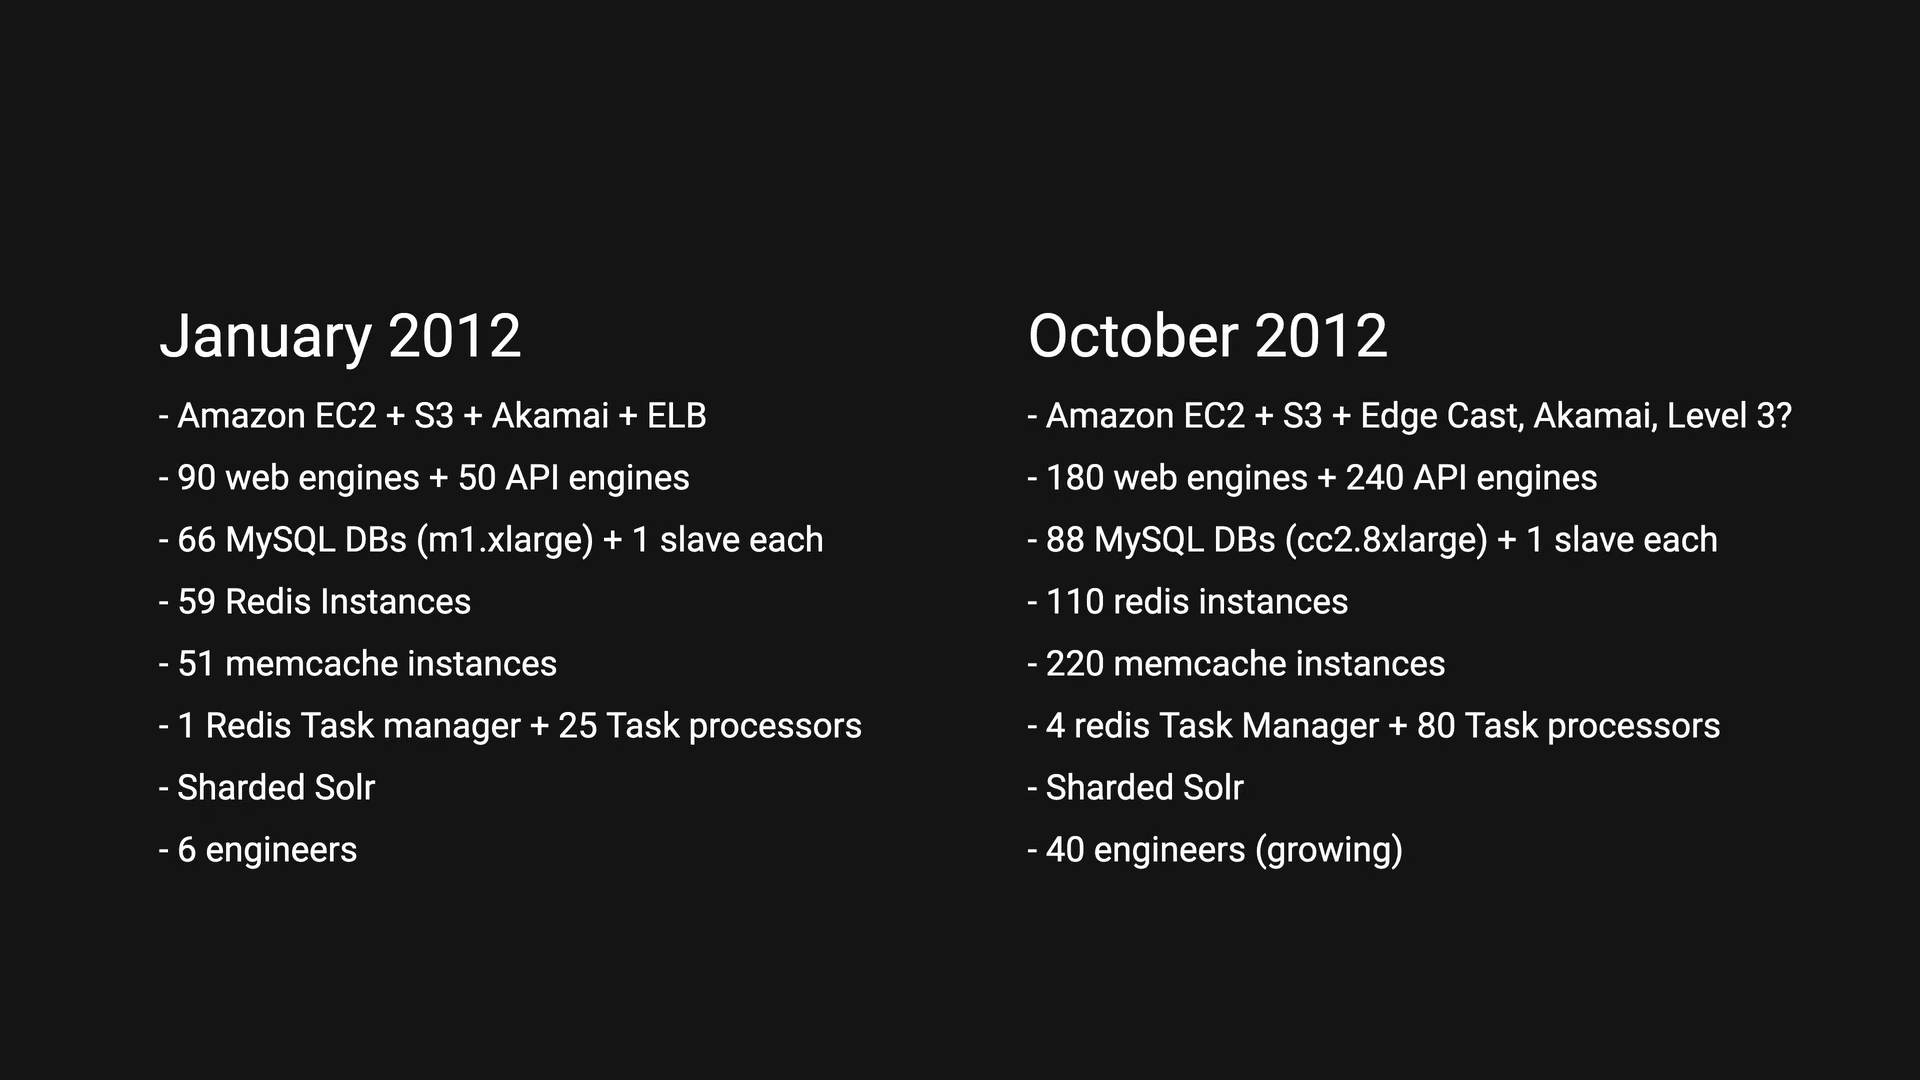 January 2012
- Amazon EC2 + S3 + Akamai + ELB
- 90 web engines + 50 API engines
- 66 MySQL DBs (m1.xlarge) + 1 slave each
- 59 Redis Instances
- 51 memcache instances
- 1 Redis Task manager + 25 Task processors
- Sharded Solr
- 6 engineers
October 2012
- Amazon EC2 + S3 + Edge Cast, Akamai, Level 3?
- 180 web engines + 240 API engines
- 88 MySQL DBs (cc2.8xlarge) + 1 slave each
- 110 redis instances
- 220 memcache instances
- 4 redis Task Manager + 80 Task processors
- Sharded Solr
- 40 engineers (growing)